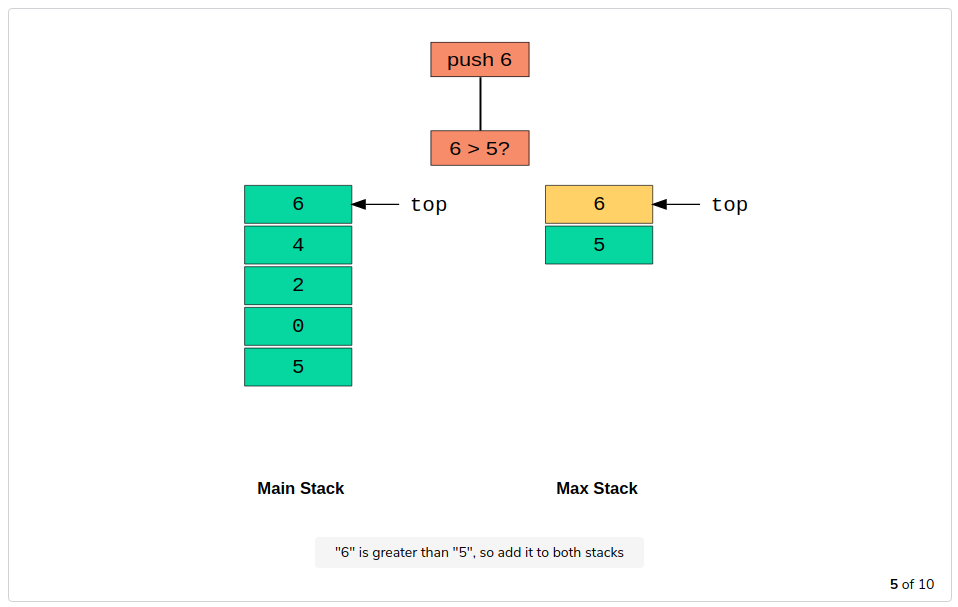 push 6
6 > 5?
6
top
4
2
0
5
6
top
5
Main Stack
Max Stack
"6" is greater than "5", so add it to both stacks
5 of 10